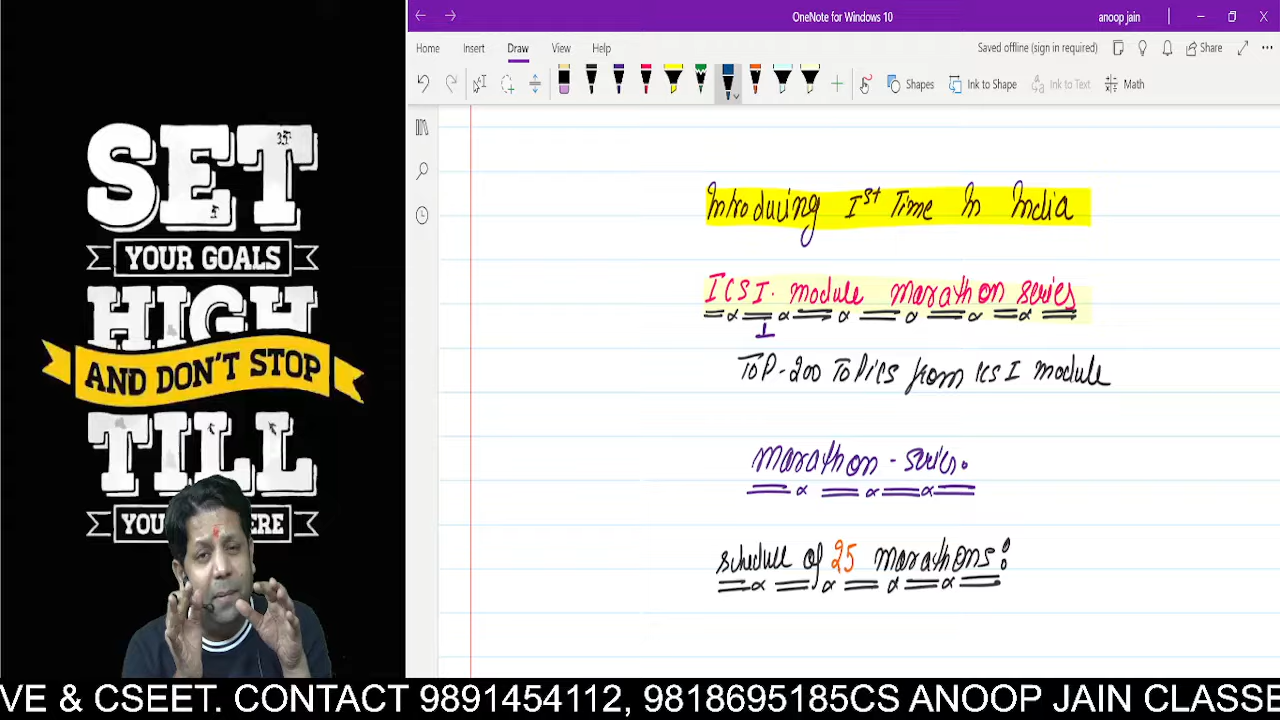 SET
YOUR GOALS
HIGH
AND DON'T STOP
TILL
YOU ERE
OneNote for Windows 10
anoop jain
Home Insert Draw View Help
Saved offline (sign in required)
Share
Shapes
Ink to Shape
Ink to Text
Math
Introducing Ist Time In India
ICSI. module marathon series
TOP-200 TOPICS from ICSI module
marathon - series.
schedule of 25 marathons:
VE & CSEET. CONTACT 9891454112, 9818695185CS ANOOP JAIN CLASSE